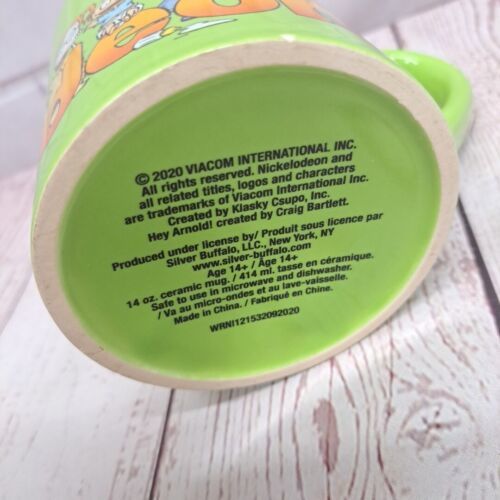 deo
© 2020 VIACOM INTERNATIONAL INC.
All rights reserved. Nickelodeon and
all related titles, logos and characters
are trademarks of Viacom International Inc.
Created by Klasky Csupo, Inc.
Hey Arnold! created by Craig Bartlett.
Produced under license by/ Produit sous licence par
Silver Buffalo, LLC., New York, NY
www.silver-buffalo.com
Age 14+ / Âge 14+
14 oz. ceramic mug. / 414 ml. tasse en céramique.
Safe to use in microwave and dishwasher.
/ Va au micro-ondes et au lave-vaisselle.
Made in China. / Fabriqué en Chine.
WRNI121532092020